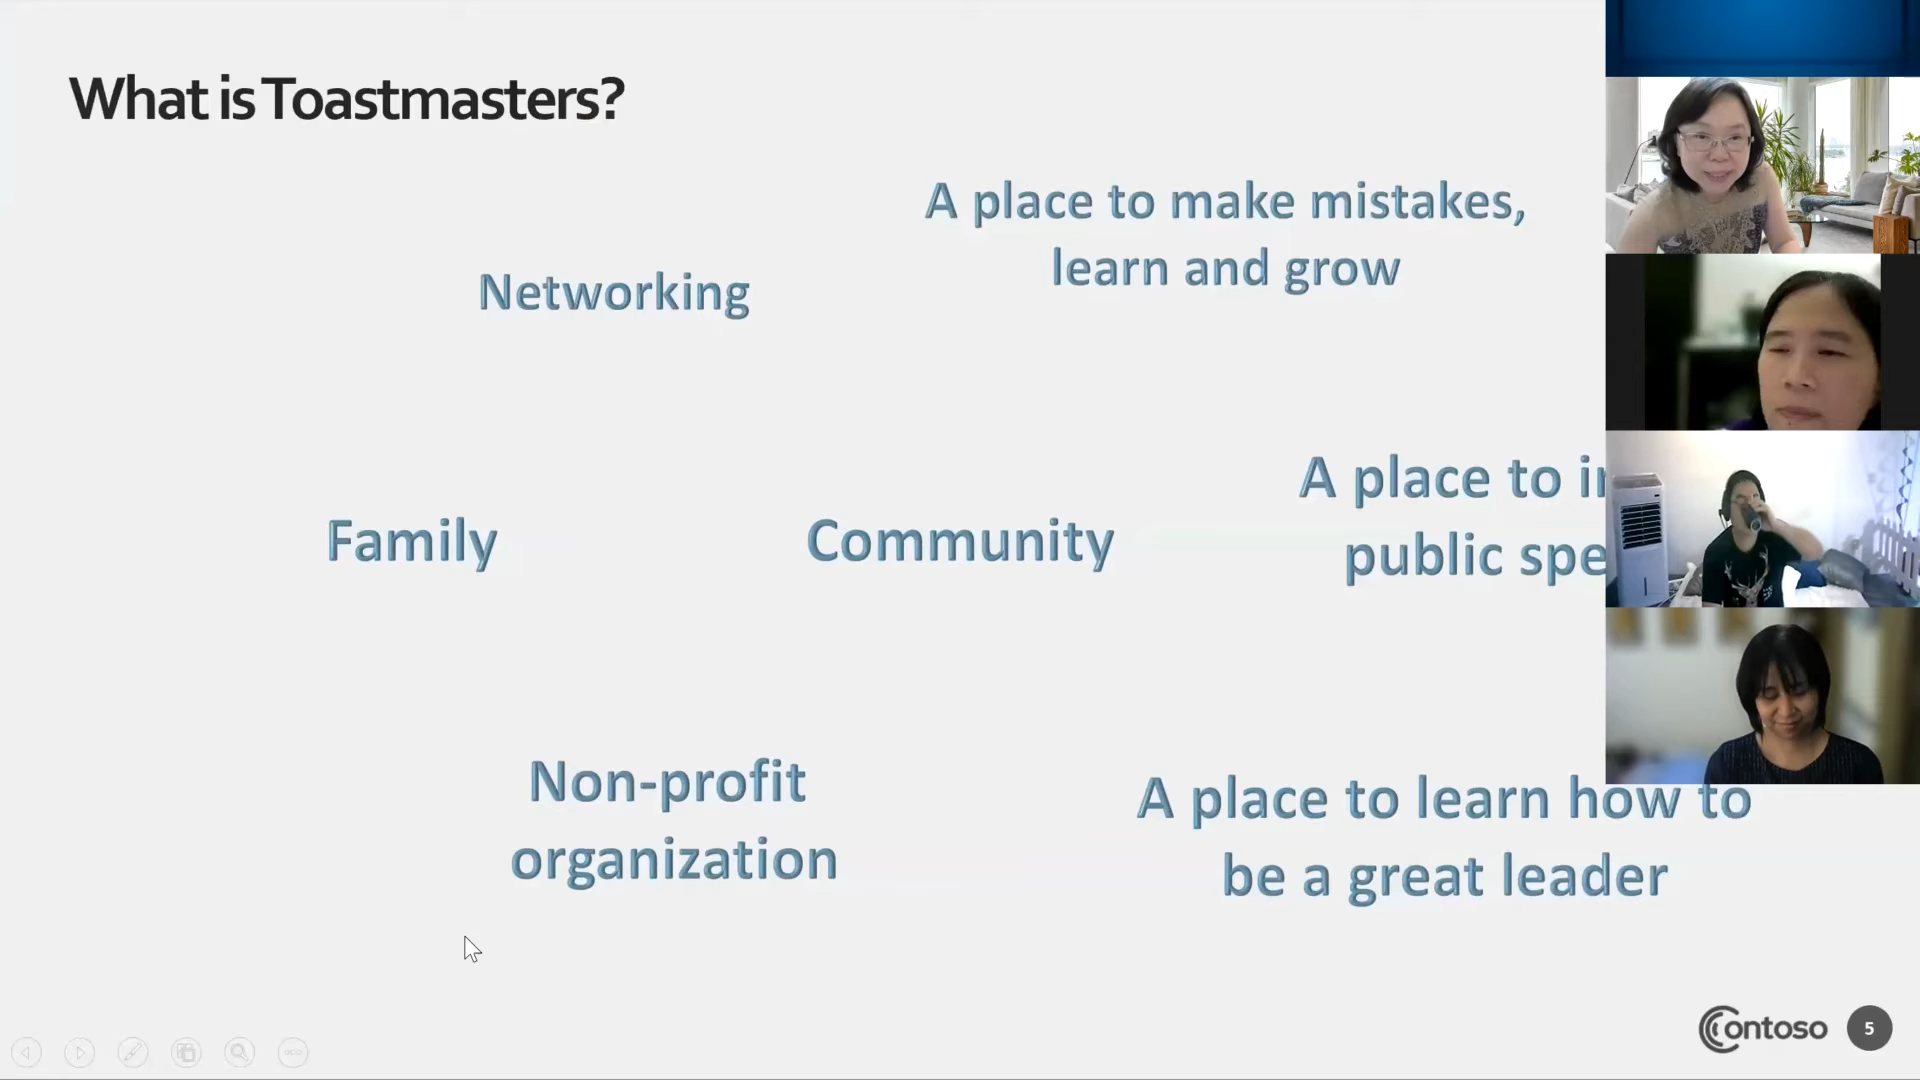 What is Toastmasters?
A place to make mistakes,
learn and grow
Networking
A place to
public
Family
Community
Non-profit
organization
A place to learn how to
be a great leader
Contoso
5